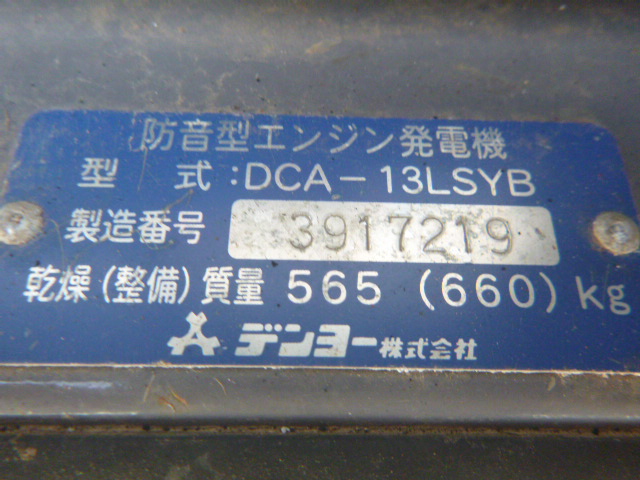 防音型エンジン発電機
型 式:DCA-13LSYB
製造番号 3917219
乾燥(整備)質量 565 (660)kg
デンヨー株式会社